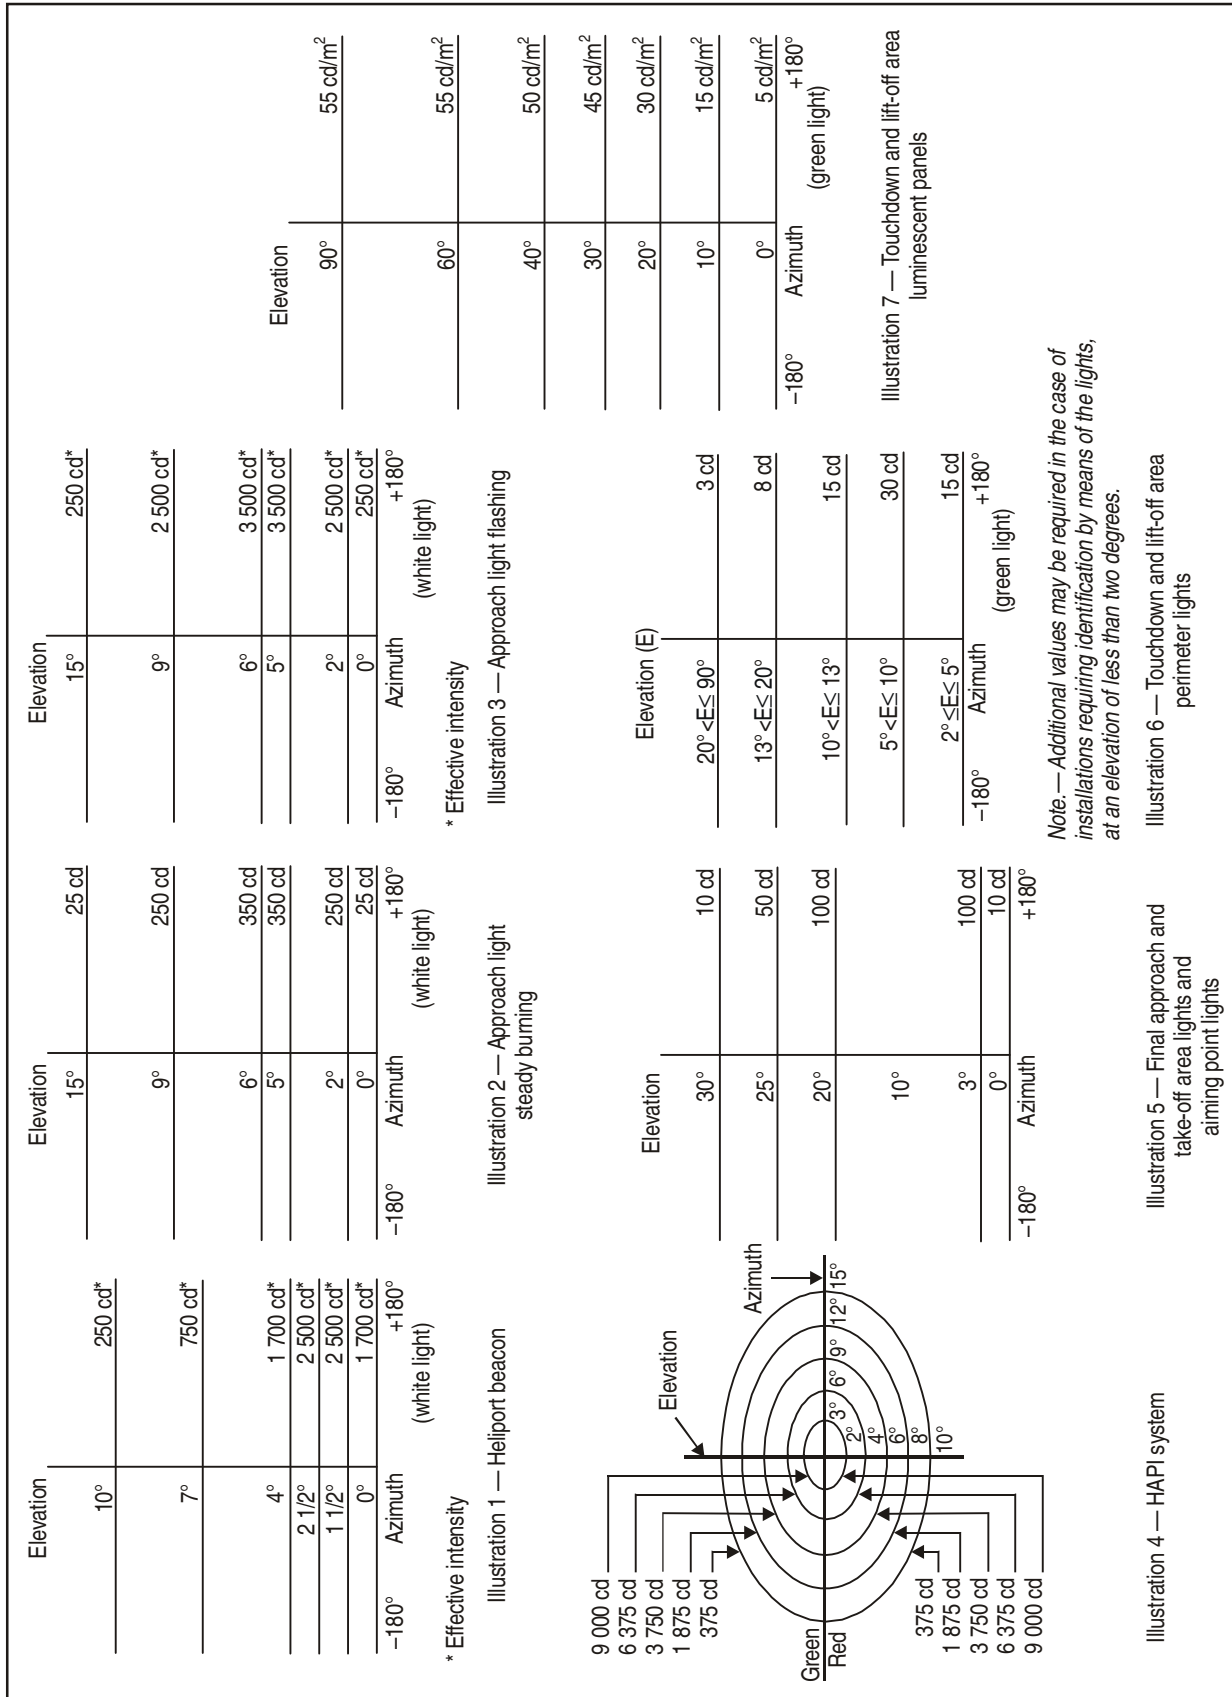 Elevation
10° 250 cd*
7° 750 cd*
4° 1 700 cd*
2 1/2° 2 500 cd*
1 1/2° 2 500 cd*
0° 1 700 cd*
–180° Azimuth +180°
(white light)
* Effective intensity
Illustration 1 — Heliport beacon
Elevation
15° 25 cd
9° 250 cd
6° 350 cd
5° 350 cd
2° 250 cd
0° 25 cd
–180° Azimuth +180°
(white light)
Illustration 2 — Approach light
steady burning
Elevation
15° 250 cd*
9° 2 500 cd*
6° 3 500 cd*
5° 3 500 cd*
2° 2 500 cd*
0° 250 cd*
–180° Azimuth +180°
(white light)
* Effective intensity
Illustration 3 — Approach light flashing
9 000 cd
6 375 cd
3 750 cd
1 875 cd
375 cd
Elevation
Azimuth
Green
Red
3° 6° 9° 12° 15°
2°
4°
6°
8°
10°
375 cd
1 875 cd
3 750 cd
6 375 cd
9 000 cd
Illustration 4 — HAPI system
Elevation
30° 10 cd
25° 50 cd
20° 100 cd
10°
3° 100 cd
0° 10 cd
–180° Azimuth +180°
Illustration 5 — Final approach and
take-off area lights and
aiming point lights
Elevation (E)
20° <E≤ 90° 3 cd
13° <E≤ 20° 8 cd
10° <E≤ 13° 15 cd
5° <E≤ 10° 30 cd
2° ≤E≤ 5° 15 cd
–180° Azimuth +180°
(green light)
Note.— Additional values may be required in the case of
installations requiring identification by means of the lights,
at an elevation of less than two degrees.
Illustration 6 — Touchdown and lift-off area
perimeter lights
Elevation
90° 55 cd/m²
60° 55 cd/m²
40° 50 cd/m²
30° 45 cd/m²
20° 30 cd/m²
10° 15 cd/m²
0° 5 cd/m²
–180° Azimuth +180°
(green light)
Illustration 7 — Touchdown and lift-off area
luminescent panels